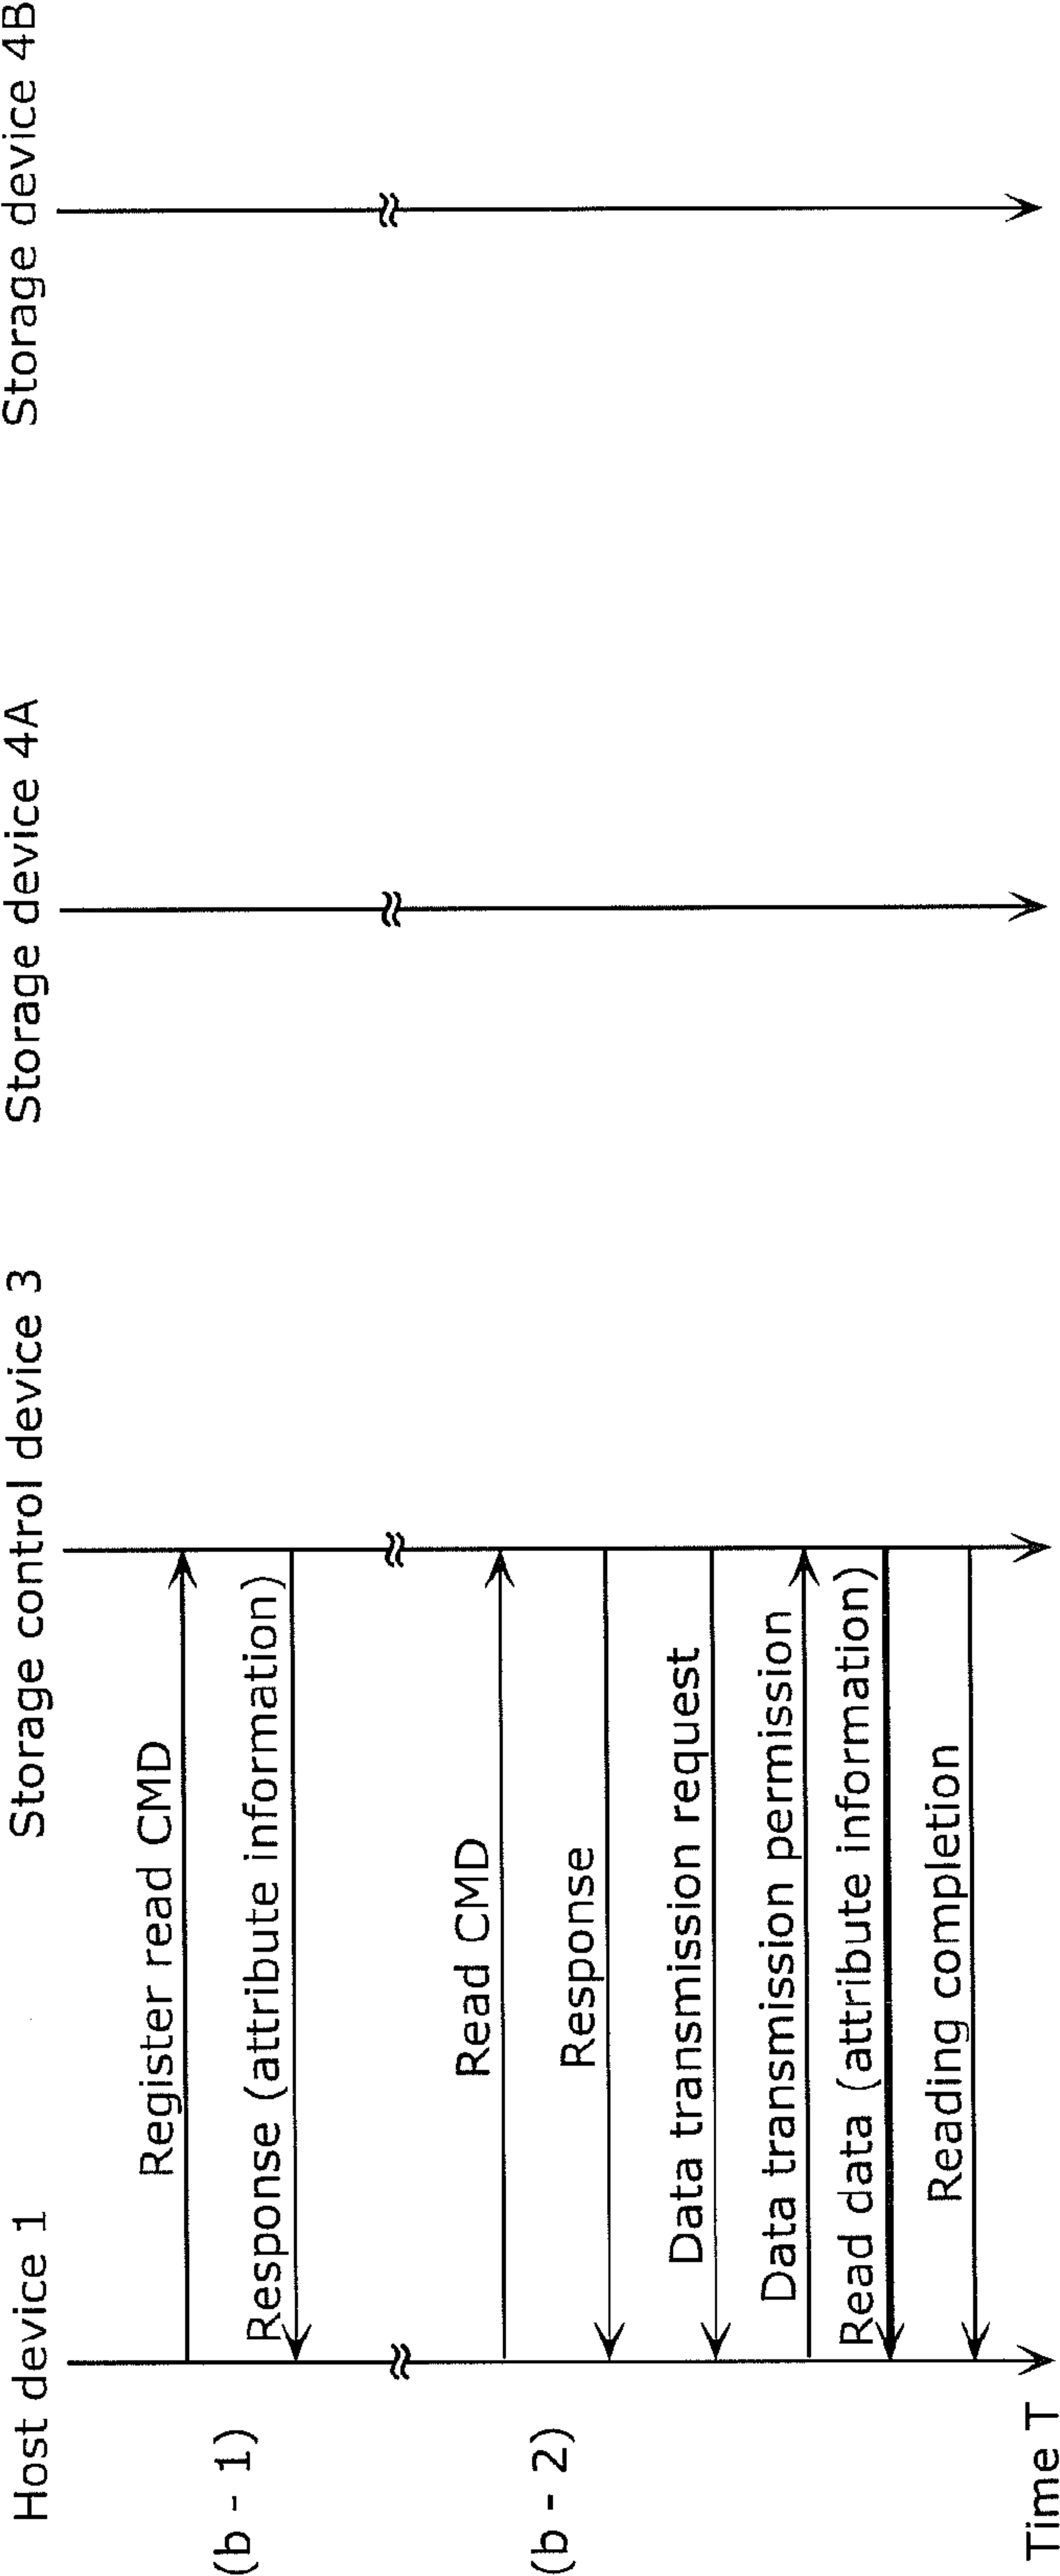 Host device 1
Storage control device 3
Storage device 4A
Storage device 4B
(b - 1)
Register read CMD
Response (attribute information)
(b - 2)
Read CMD
Response
Data transmission request
Data transmission permission
Read data (attribute information)
Reading completion
Time T